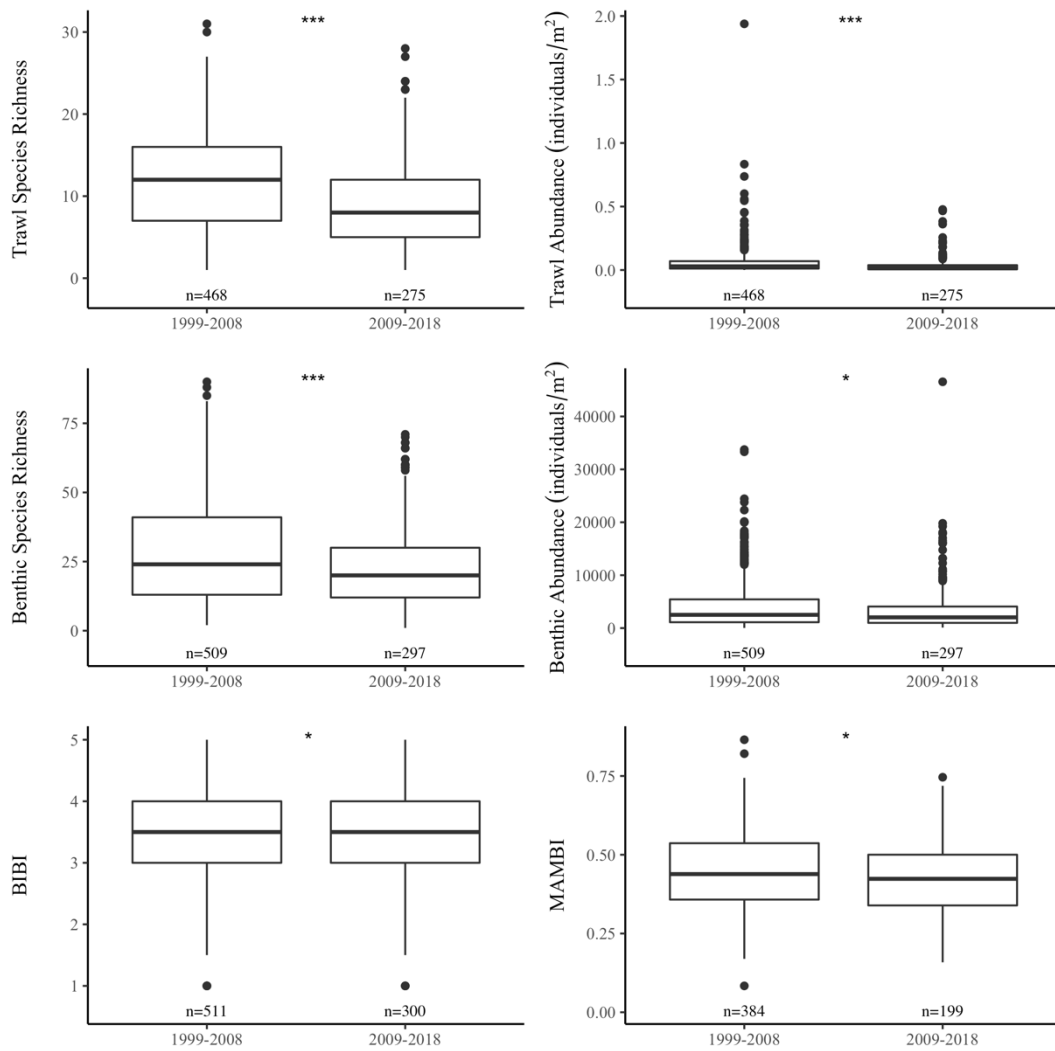 Trawl Species Richness
30
20
10
0
***
n=468
n=275
1999-2008
2009-2018
Trawl Abundance (individuals/m²)
2.0
1.5
1.0
0.5
0.0
***
n=468
n=275
1999-2008
2009-2018
Benthic Species Richness
75
50
25
0
***
n=509
n=297
1999-2008
2009-2018
Benthic Abundance (individuals/m²)
40000
30000
20000
10000
0
*
n=509
n=297
1999-2008
2009-2018
BIBI
5
4
3
2
1
*
n=511
n=300
1999-2008
2009-2018
MAMBI
0.75
0.50
0.25
0.00
*
n=384
n=199
1999-2008
2009-2018